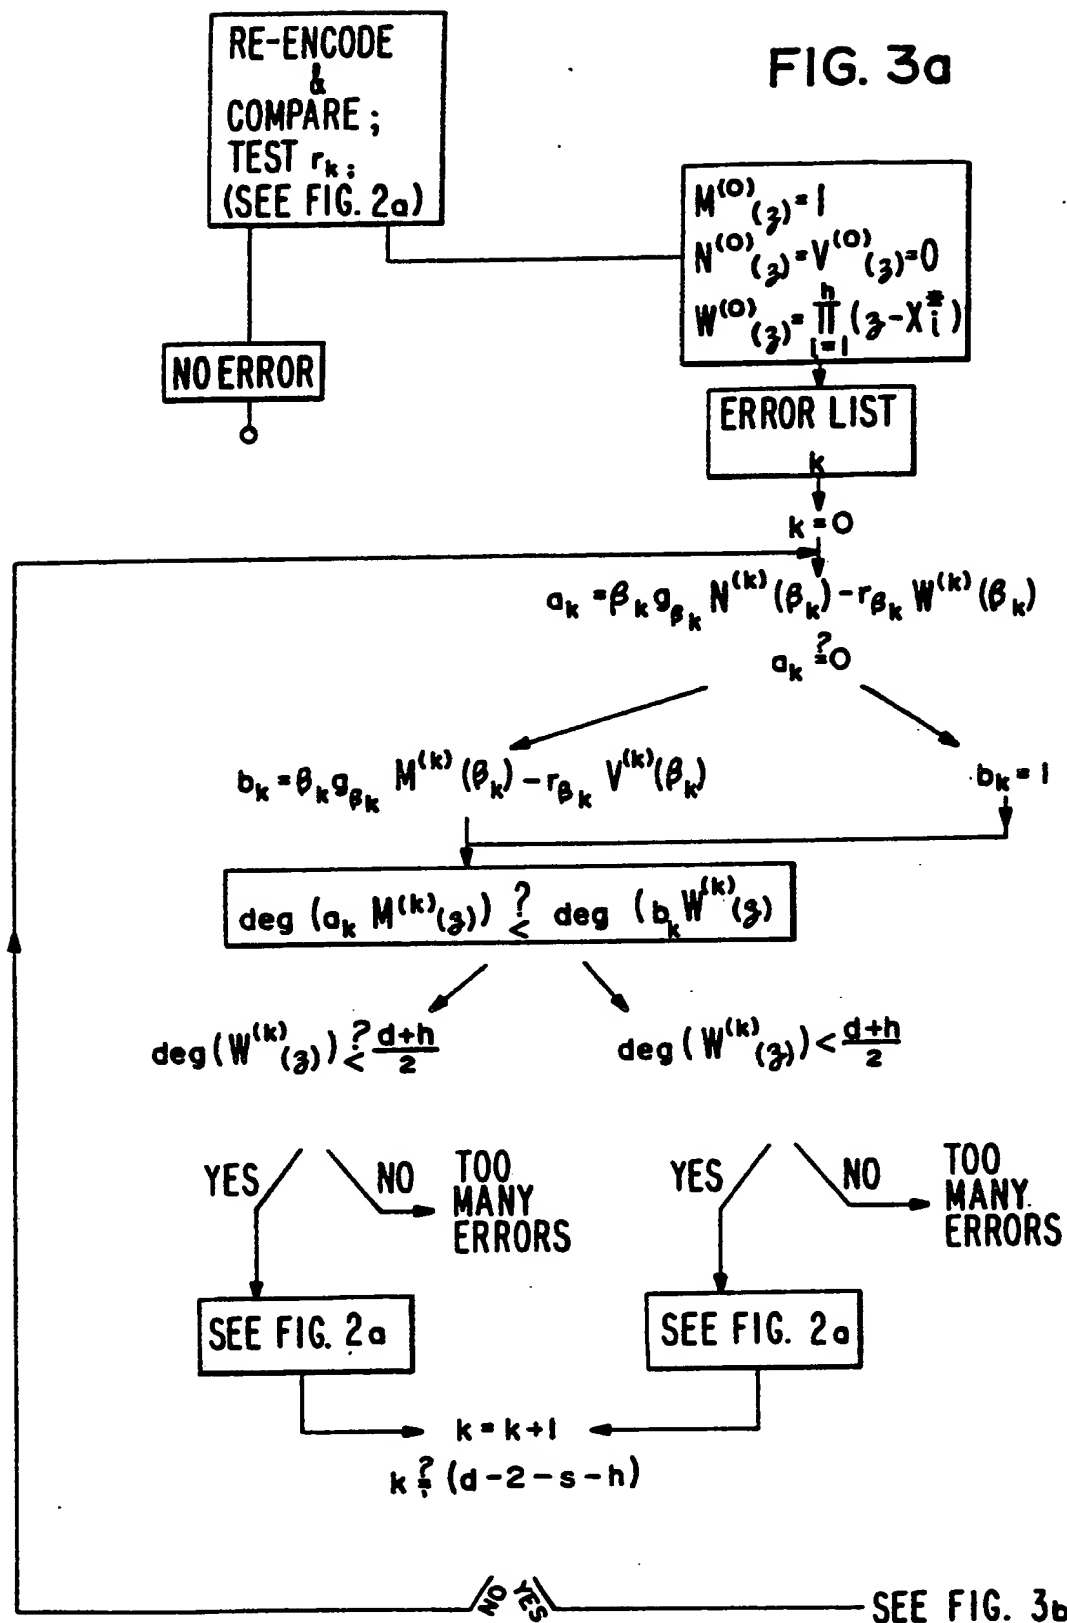 FIG. 3a
RE-ENCODE
&
COMPARE;
TEST r_k;
(SEE FIG. 2a)
M^(0)(z)=1
N^(0)(z)=V^(0)(z)=0
W^(0)(z)=∏_{i=1}^{h}(z-X_i^*)
NO ERROR
ERROR LIST
k
k=0
a_k=β_k g_{β_k} N^(k)(β_k)-r_{β_k} W^(k)(β_k)
a_k ?= 0
b_k=β_k g_{β_k} M^(k)(β_k)-r_{β_k} V^(k)(β_k)
b_k=1
deg (a_k M^(k)(z)) ?< deg (b_k W^(k)(z)
deg(W^(k)(z)) ?< (d+h)/2
deg(W^(k)(z))<(d+h)/2
YES
NO
TOO
MANY
ERRORS
YES
NO
TOO
MANY
ERRORS
SEE FIG. 2a
SEE FIG. 2a
k=k+1
k ?= (d-2-s-h)
NO
YES
SEE FIG. 3b